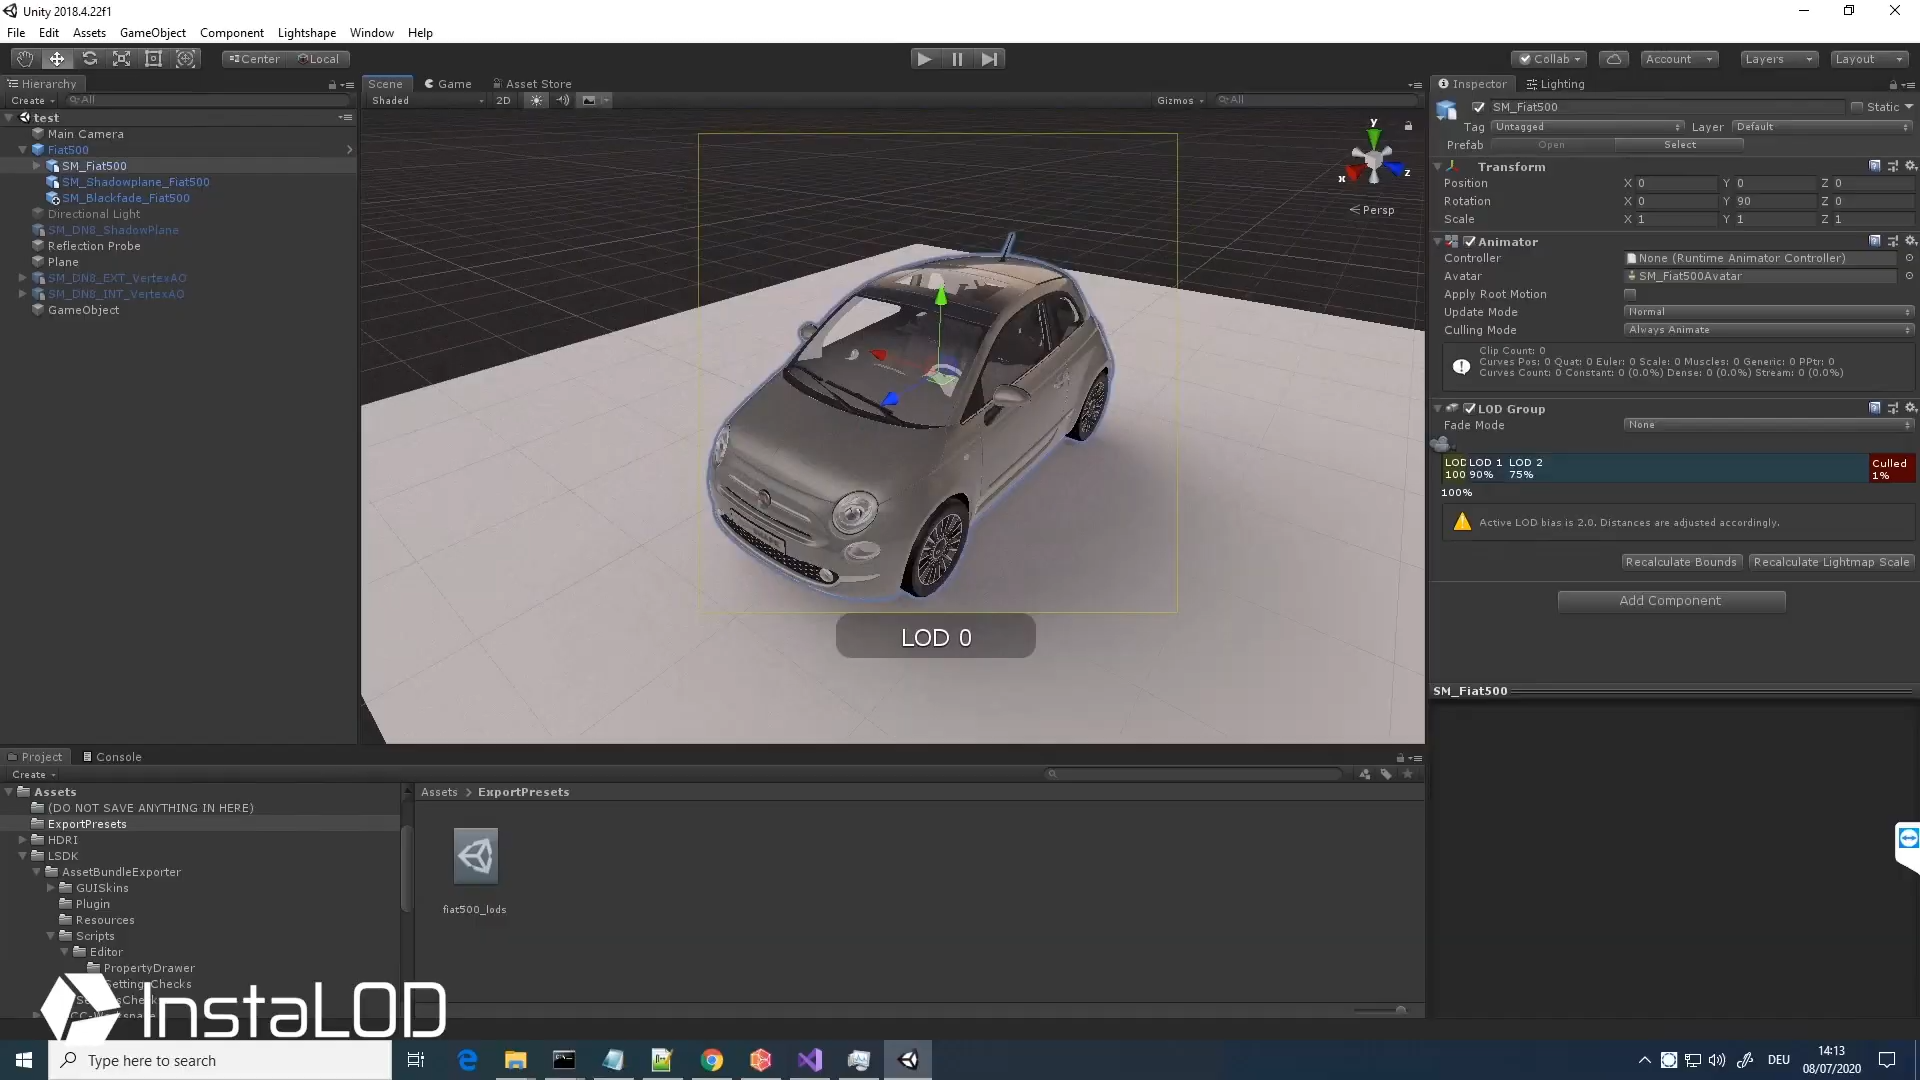 Unity 2018.4.22f1
File Edit Assets GameObject Component Lightshape Window Help
Center Local
Collab Account Layers Layout
Hierarchy
Create All
test
Main Camera
Fiat500
SM_Fiat500
SM_Shadowplane_Fiat500
SM_Blackfade_Fiat500
Directional Light
SM_DN8_ShadowPlane
Reflection Probe
Plane
SM_DN8_EXT_VertexAO
SM_DN8_INT_VertexAO
GameObject
Scene Game Asset Store
Shaded 2D Gizmos All
y
x
z
Persp
LOD 0
Inspector Lighting
SM_Fiat500 Static
Tag Untagged Layer Default
Prefab Open Select
Transform
Position X 0 Y 0 Z 0
Rotation X 0 Y 90 Z 0
Scale X 1 Y 1 Z 1
Animator
Controller None (Runtime Animator Controller)
Avatar SM_Fiat500Avatar
Apply Root Motion
Update Mode Normal
Culling Mode Always Animate
Clip Count: 0
Curves Pos: 0 Quat: 0 Euler: 0 Scale: 0 Muscles: 0 Generic: 0 PPtr: 0
Curves Count: 0 Constant: 0 (0.0%) Dense: 0 (0.0%) Stream: 0 (0.0%)
LOD Group
Fade Mode None
LOD 1 LOD 2 Culled
100 90% 75% 1%
100%
Active LOD bias is 2.0. Distances are adjusted accordingly.
Recalculate Bounds Recalculate Lightmap Scale
Add Component
SM_Fiat500
Project Console
Create
Assets
(DO NOT SAVE ANYTHING IN HERE)
ExportPresets
HDRI
LSDK
AssetBundleExporter
GUISkins
Plugin
Resources
Scripts
Editor
PropertyDrawer
Assets > ExportPresets
fiat500_lods
InstaLOD
Type here to search
DEU
14:13
08/07/2020